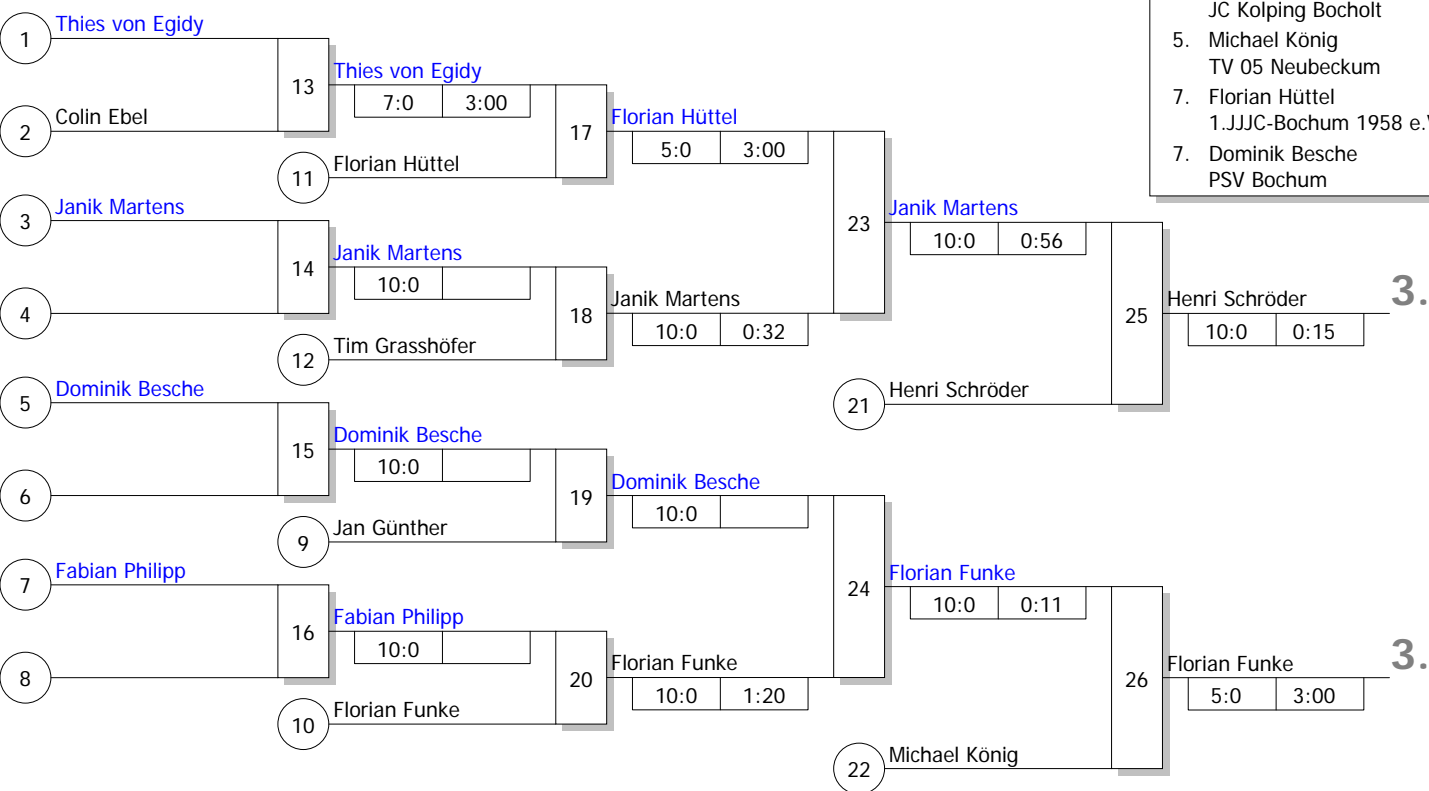 JC Kolping Bocholt
5. Michael König
TV 05 Neubeckum
7. Florian Hüttel
1.JJJC-Bochum 1958 e.
7. Dominik Besche
PSV Bochum
1 Thies von Egidy
13
Thies von Egidy
7:0 3:00
2 Colin Ebel
17
Florian Hüttel
5:0 3:00
11 Florian Hüttel
3 Janik Martens
23
Janik Martens
10:0 0:56
14
Janik Martens
10:0
4
18
Janik Martens
10:0 0:32
12 Tim Grasshöfer
25
Henri Schröder
10:0 0:15
3.
5 Dominik Besche
21 Henri Schröder
15
Dominik Besche
10:0
6
19
Dominik Besche
10:0
9 Jan Günther
7 Fabian Philipp
24
Florian Funke
10:0 0:11
16
Fabian Philipp
10:0
8
20
Florian Funke
10:0 1:20
10 Florian Funke
26
Florian Funke
5:0 3:00
3.
22 Michael König